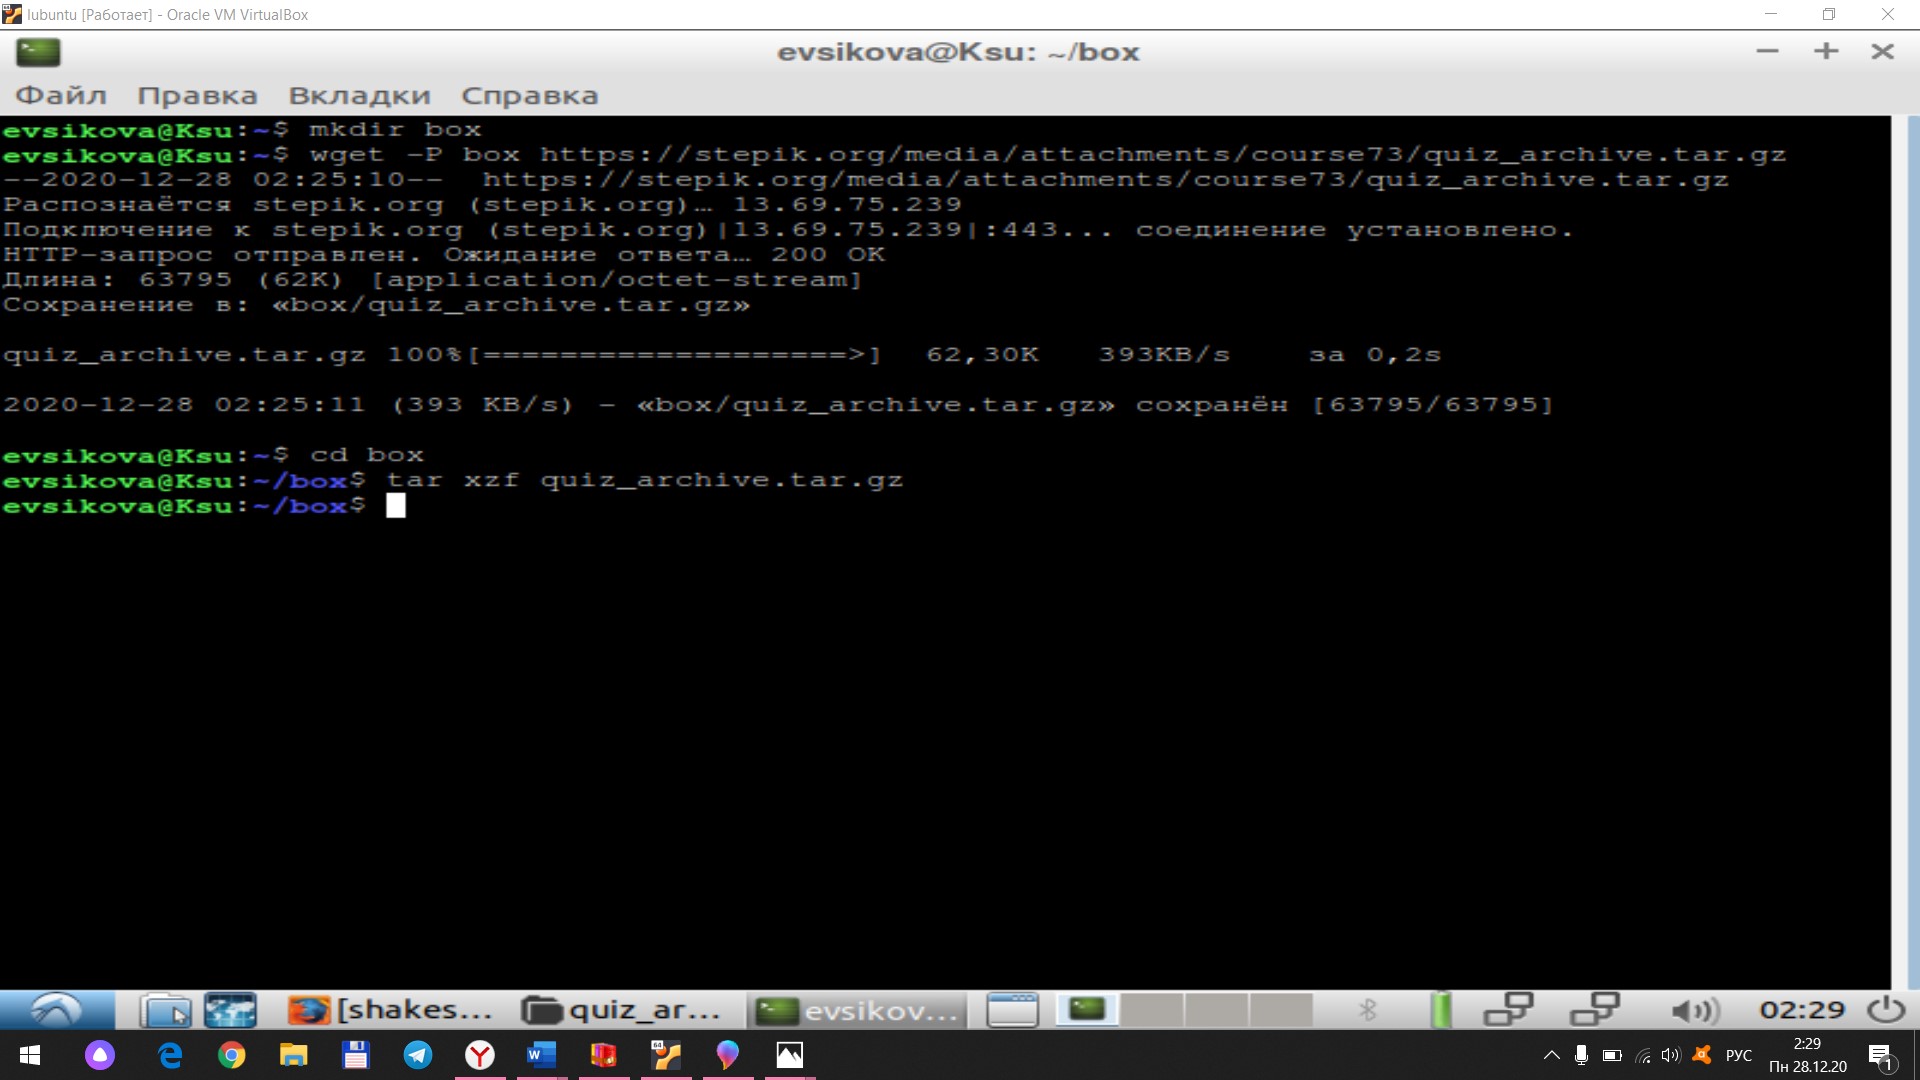 lubuntu [Работает] - Oracle VM VirtualBox
evsikova@Ksu: ~/box
Файл Правка Вкладки Справка
evsikova@Ksu:~$ mkdir box
evsikova@Ksu:~$ wget -P box https://stepik.org/media/attachments/course73/quiz_archive.tar.gz
--2020-12-28 02:25:10--  https://stepik.org/media/attachments/course73/quiz_archive.tar.gz
Распознаётся stepik.org (stepik.org)… 13.69.75.239
Подключение к stepik.org (stepik.org)|13.69.75.239|:443... соединение установлено.
HTTP-запрос отправлен. Ожидание ответа… 200 OK
Длина: 63795 (62K) [application/octet-stream]
Сохранение в: «box/quiz_archive.tar.gz»
quiz_archive.tar.gz 100%[===================>]  62,30K   393KB/s    за 0,2s
2020-12-28 02:25:11 (393 KB/s) - «box/quiz_archive.tar.gz» сохранён [63795/63795]
evsikova@Ksu:~$ cd box
evsikova@Ksu:~/box$ tar xzf quiz_archive.tar.gz
evsikova@Ksu:~/box$
[shakes... quiz_ar... evsikov... 02:29
64 РУС 2:29
Пн 28.12.20 1